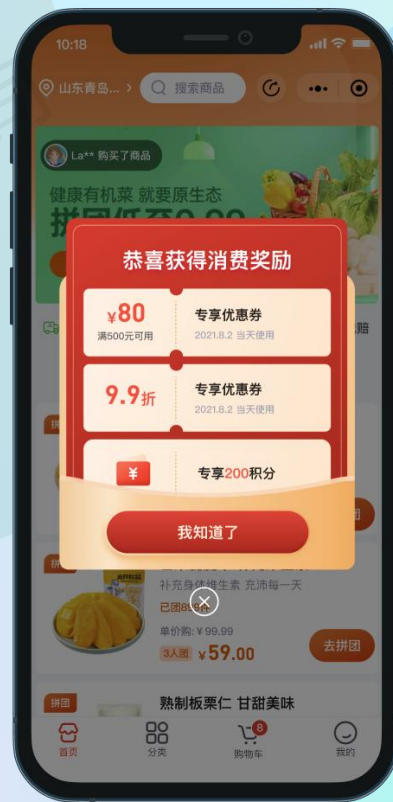 10:18
山东青岛... >
搜索商品
La** 购买了商品
健康有机菜 就要原生态
恭喜获得消费奖励
¥80
满500元可用
专享优惠券
2021.8.2 当天使用
9.9折
专享优惠券
2021.8.2 当天使用
¥
专享200积分
我知道了
补充身体维生素 充沛每一天
单价购: ¥99.99
3人团 ¥59.00
去拼团
拼团
熟制板栗仁 甘甜美味
首页
分类
8
购物车
我的